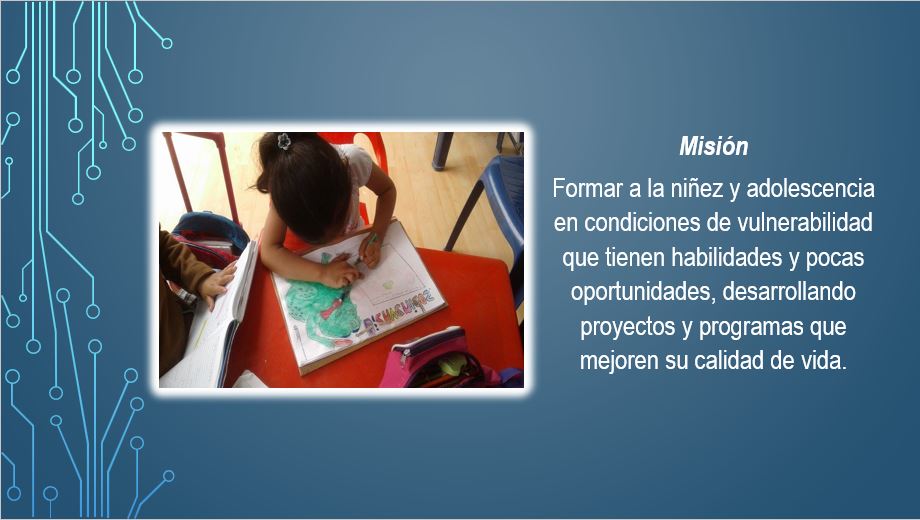 Misión
Formar a la niñez y adolescencia
en condiciones de vulnerabilidad
que tienen habilidades y pocas
oportunidades, desarrollando
proyectos y programas que
mejoren su calidad de vida.